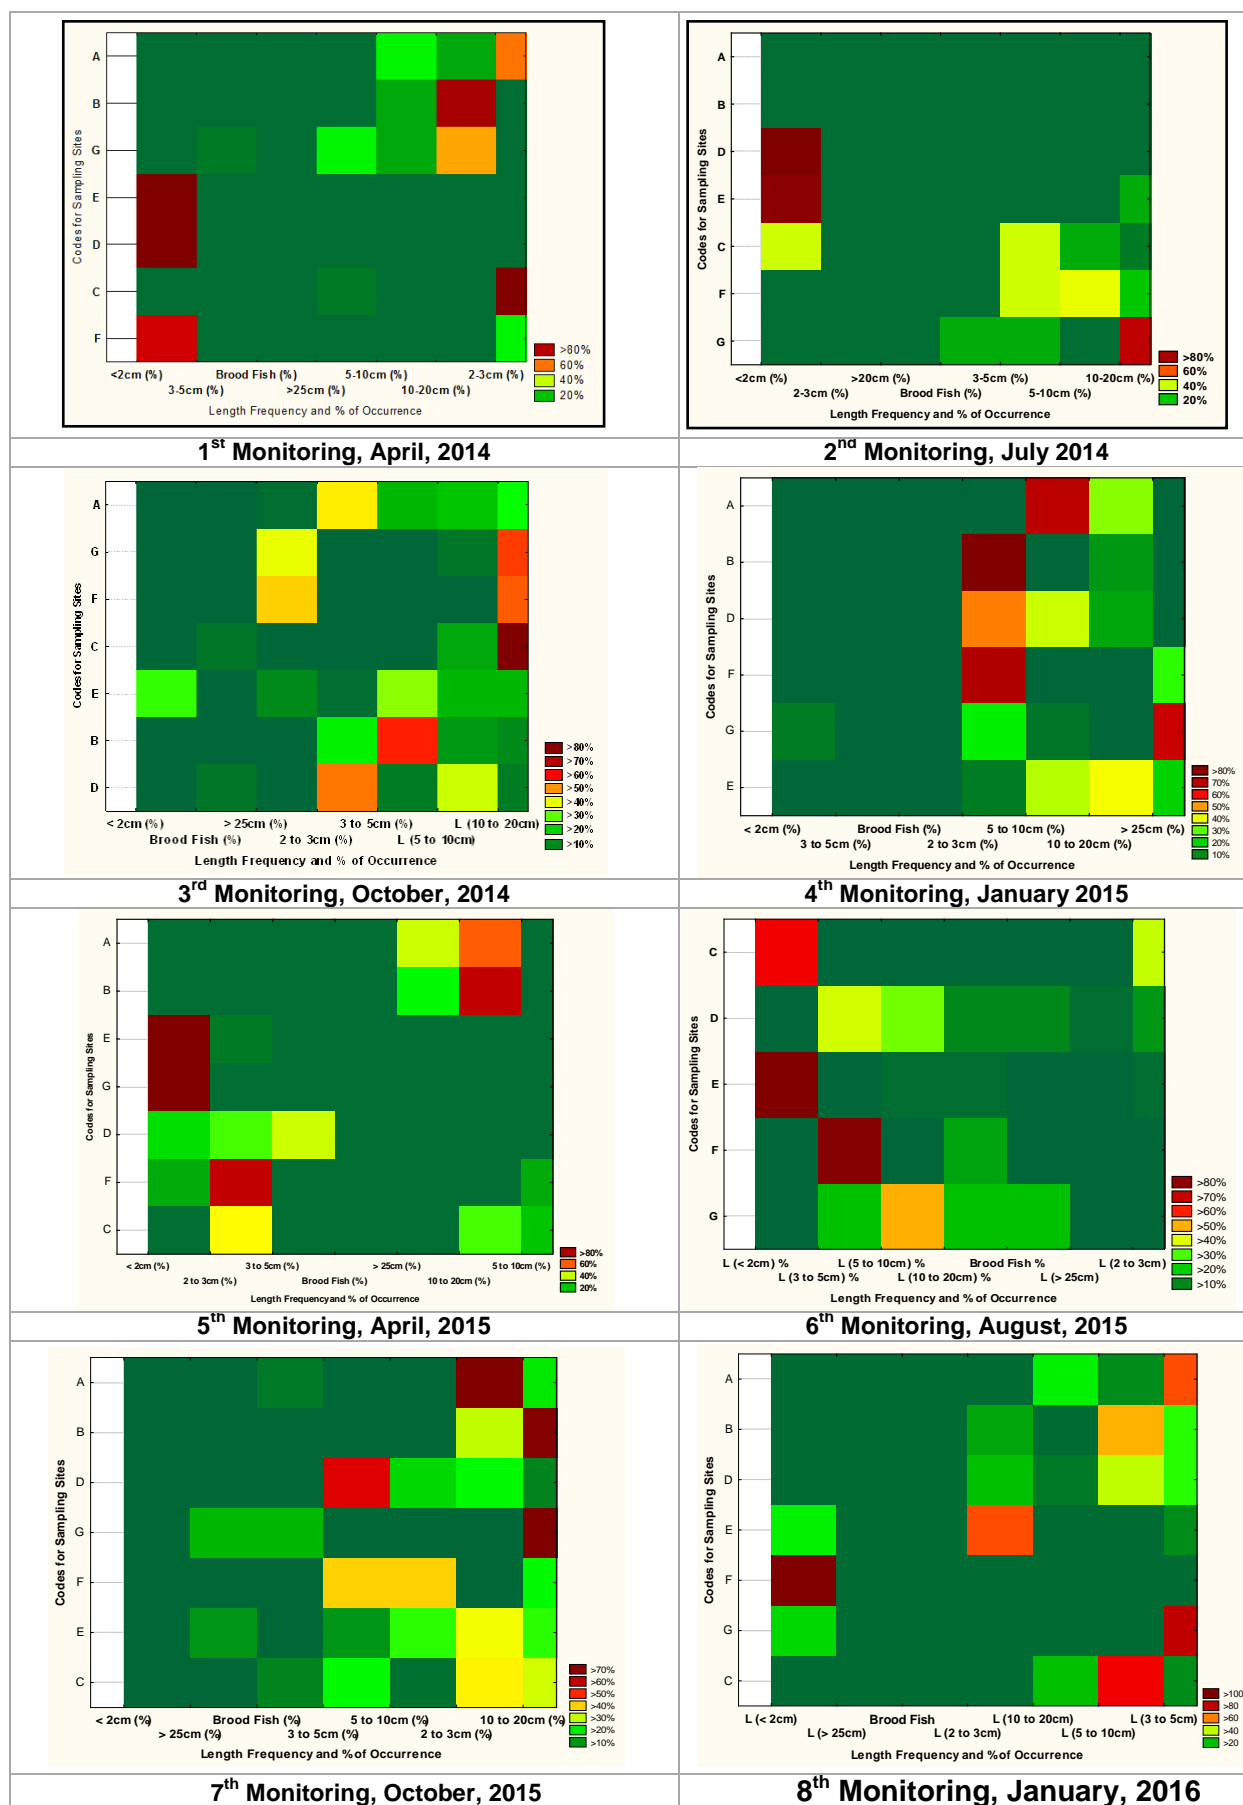 Codes for Sampling Sites
A
B
G
E
D
C
F
>80%
60%
40%
20%
<2cm (%) Brood Fish (%) 5-10cm (%) 2-3cm (%)
3-5cm (%) >25cm (%) 10-20cm (%)
Length Frequency and % of Occurrence
1st Monitoring, April, 2014
Codes for Sampling Sites
A
B
D
E
C
F
G
>80%
60%
40%
20%
<2cm (%) >20cm (%) 3-5cm (%) 10-20cm (%)
2-3cm (%) Brood Fish (%) 5-10cm (%)
Length Frequency and % of Occurrence
2nd Monitoring, July 2014
Codes for Sampling Sites
A
G
F
C
E
B
D
>80%
>70%
>60%
>50%
>40%
>30%
>20%
>10%
< 2cm (%) > 25cm (%) 3 to 5cm (%) L (10 to 20cm)
Brood Fish (%) 2 to 3cm (%) L (5 to 10cm)
Length Frequency and % of Occurrence
3rd Monitoring, October, 2014
Codes for Sampling Sites
A
B
D
F
G
E
>80%
70%
60%
50%
40%
30%
20%
10%
< 2cm (%) Brood Fish (%) 5 to 10cm (%) > 25cm (%)
3 to 5cm (%) 2 to 3cm (%) 10 to 20cm (%)
Length Frequency and % of Occurrence
4th Monitoring, January 2015
Codes for Sampling Sites
A
B
E
G
D
F
C
>80%
60%
40%
20%
< 2cm (%) 3 to 5cm (%) > 25cm (%) 5 to 10cm (%)
2 to 3cm (%) Brood Fish (%) 10 to 20cm (%)
Length Frequency and % of Occurrence
5th Monitoring, April, 2015
Codes for Sampling Sites
C
D
E
F
G
>80%
>70%
>60%
>50%
>40%
>30%
>20%
>10%
L (< 2cm) % L (5 to 10cm) % Brood Fish % L (2 to 3cm)
L (3 to 5cm) % L (10 to 20cm) % L (> 25cm)
Length Frequency and % of Occurrence
6th Monitoring, August, 2015
Codes for Sampling Sites
A
B
D
G
F
E
C
>70%
>60%
>50%
>40%
>30%
>20%
>10%
< 2cm (%) Brood Fish (%) 5 to 10cm (%) 10 to 20cm (%)
> 25cm (%) 3 to 5cm (%) 2 to 3cm (%)
Length Frequency and % of Occurrence
7th Monitoring, October, 2015
Codes for Sampling Sites
A
B
D
E
F
G
C
>100
>80
>60
>40
>20
L (< 2cm) Brood Fish L (10 to 20cm) L (3 to 5cm)
L (> 25cm) L (2 to 3cm) L (5 to 10cm)
Length Frequency and % of Occurrence
8th Monitoring, January, 2016